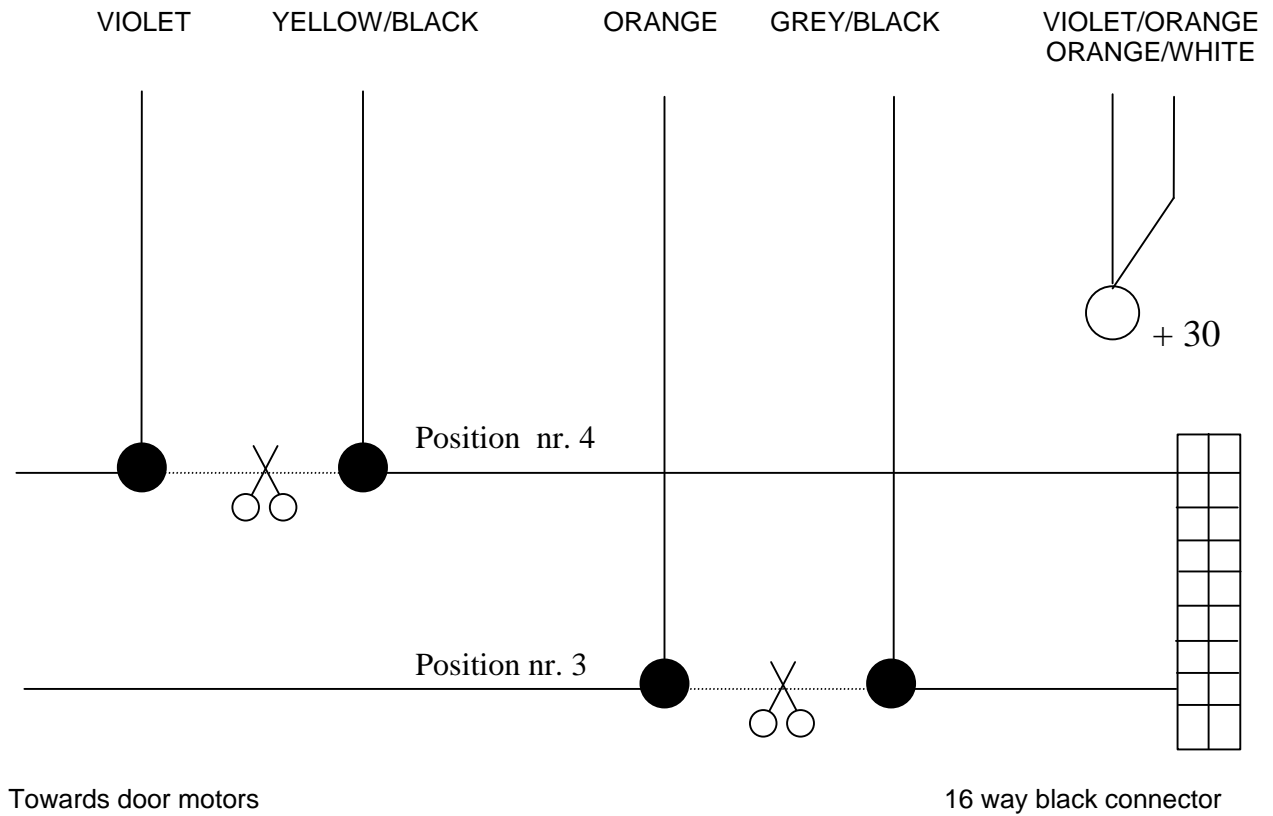 VIOLET YELLOW/BLACK ORANGE GREY/BLACK VIOLET/ORANGE
ORANGE/WHITE
+ 30
Position nr. 4
Position nr. 3
Towards door motors 16 way black connector